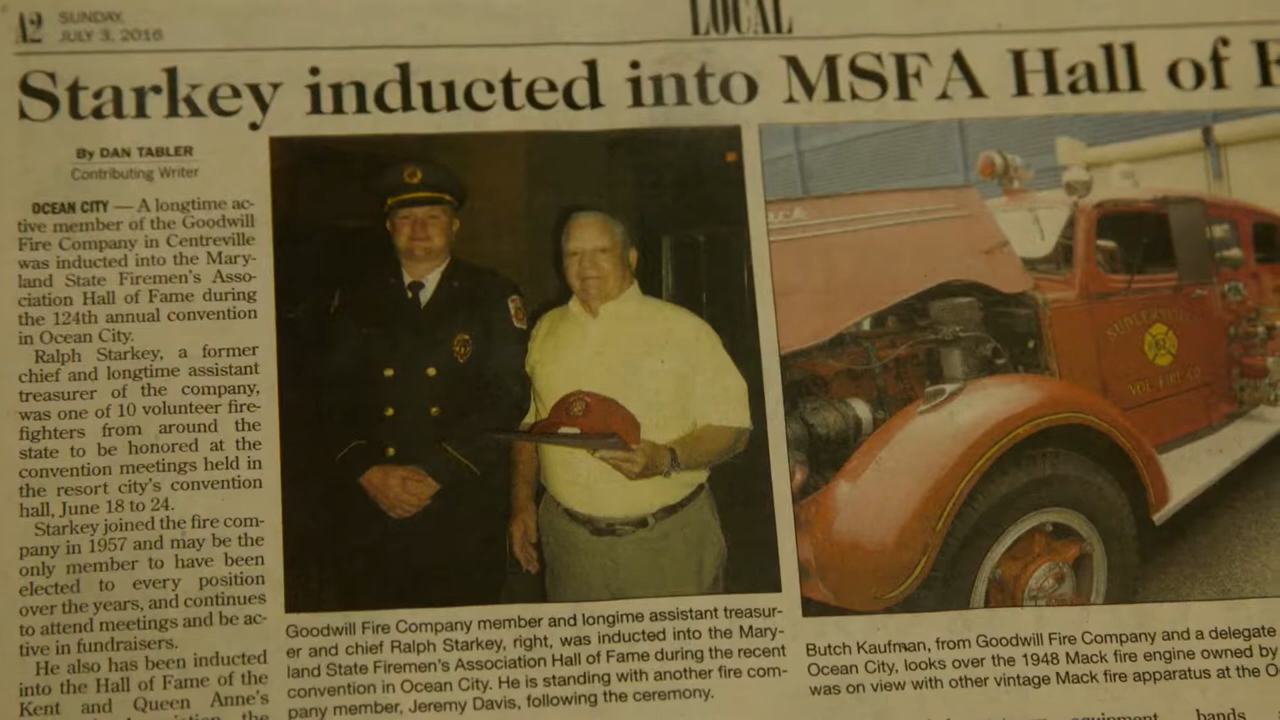 A2
SUNDAY,
JULY 3, 2016
LOCAL
Starkey inducted into MSFA Hall of
By DAN TABLER
Contributing Writer
OCEAN CITY — A longtime ac-
tive member of the Goodwill
Fire Company in Centreville
was inducted into the Mary-
land State Firemen's Asso-
ciation Hall of Fame during
the 124th annual convention
in Ocean City.
Ralph Starkey, a former
chief and longtime assistant
treasurer of the company,
was one of 10 volunteer fire-
fighters from around the
state to be honored at the
convention meetings held in
the resort city's convention
hall, June 18 to 24.
Starkey joined the fire com-
pany in 1957 and may be the
only member to have been
elected to every position
over the years, and continues
to attend meetings and be ac-
tive in fundraisers.
He also has been inducted
into the Hall of Fame of the
Kent and Queen Anne's
the
Goodwill Fire Company member and longime assistant treasur-
er and chief Ralph Starkey, right, was inducted into the Mary-
land State Firemen's Association Hall of Fame during the recent
convention in Ocean City. He is standing with another fire com-
pany member, Jeremy Davis, following the ceremony.
VOL. FIRE CO.
Butch Kaufman, from Goodwill Fire Company and a delegate
Ocean City, looks over the 1948 Mack fire engine owned by
was on view with other vintage Mack fire apparatus at the O
equipment, bands